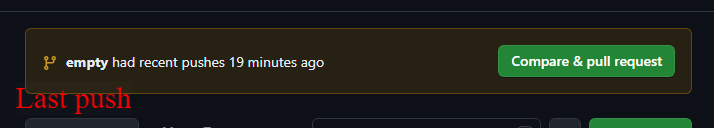 empty had recent pushes 19 minutes ago
Compare & pull request
Last push